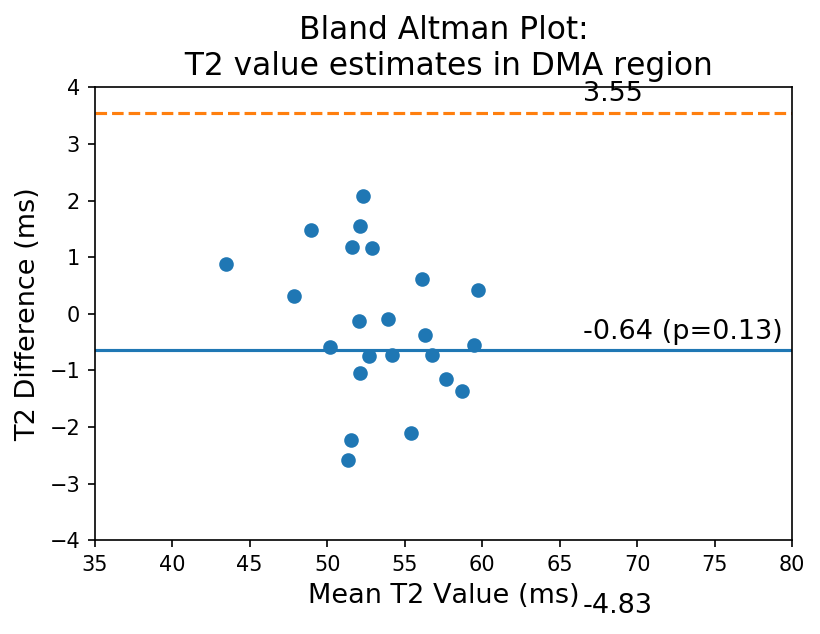 Bland Altman Plot:
T2 value estimates in DMA region
3.55
4
3
2
1
0
−1
−2
−3
−4
T2 Difference (ms)
-0.64 (p=0.13)
35 40 45 50 55 60 65 70 75 80
Mean T2 Value (ms)
-4.83